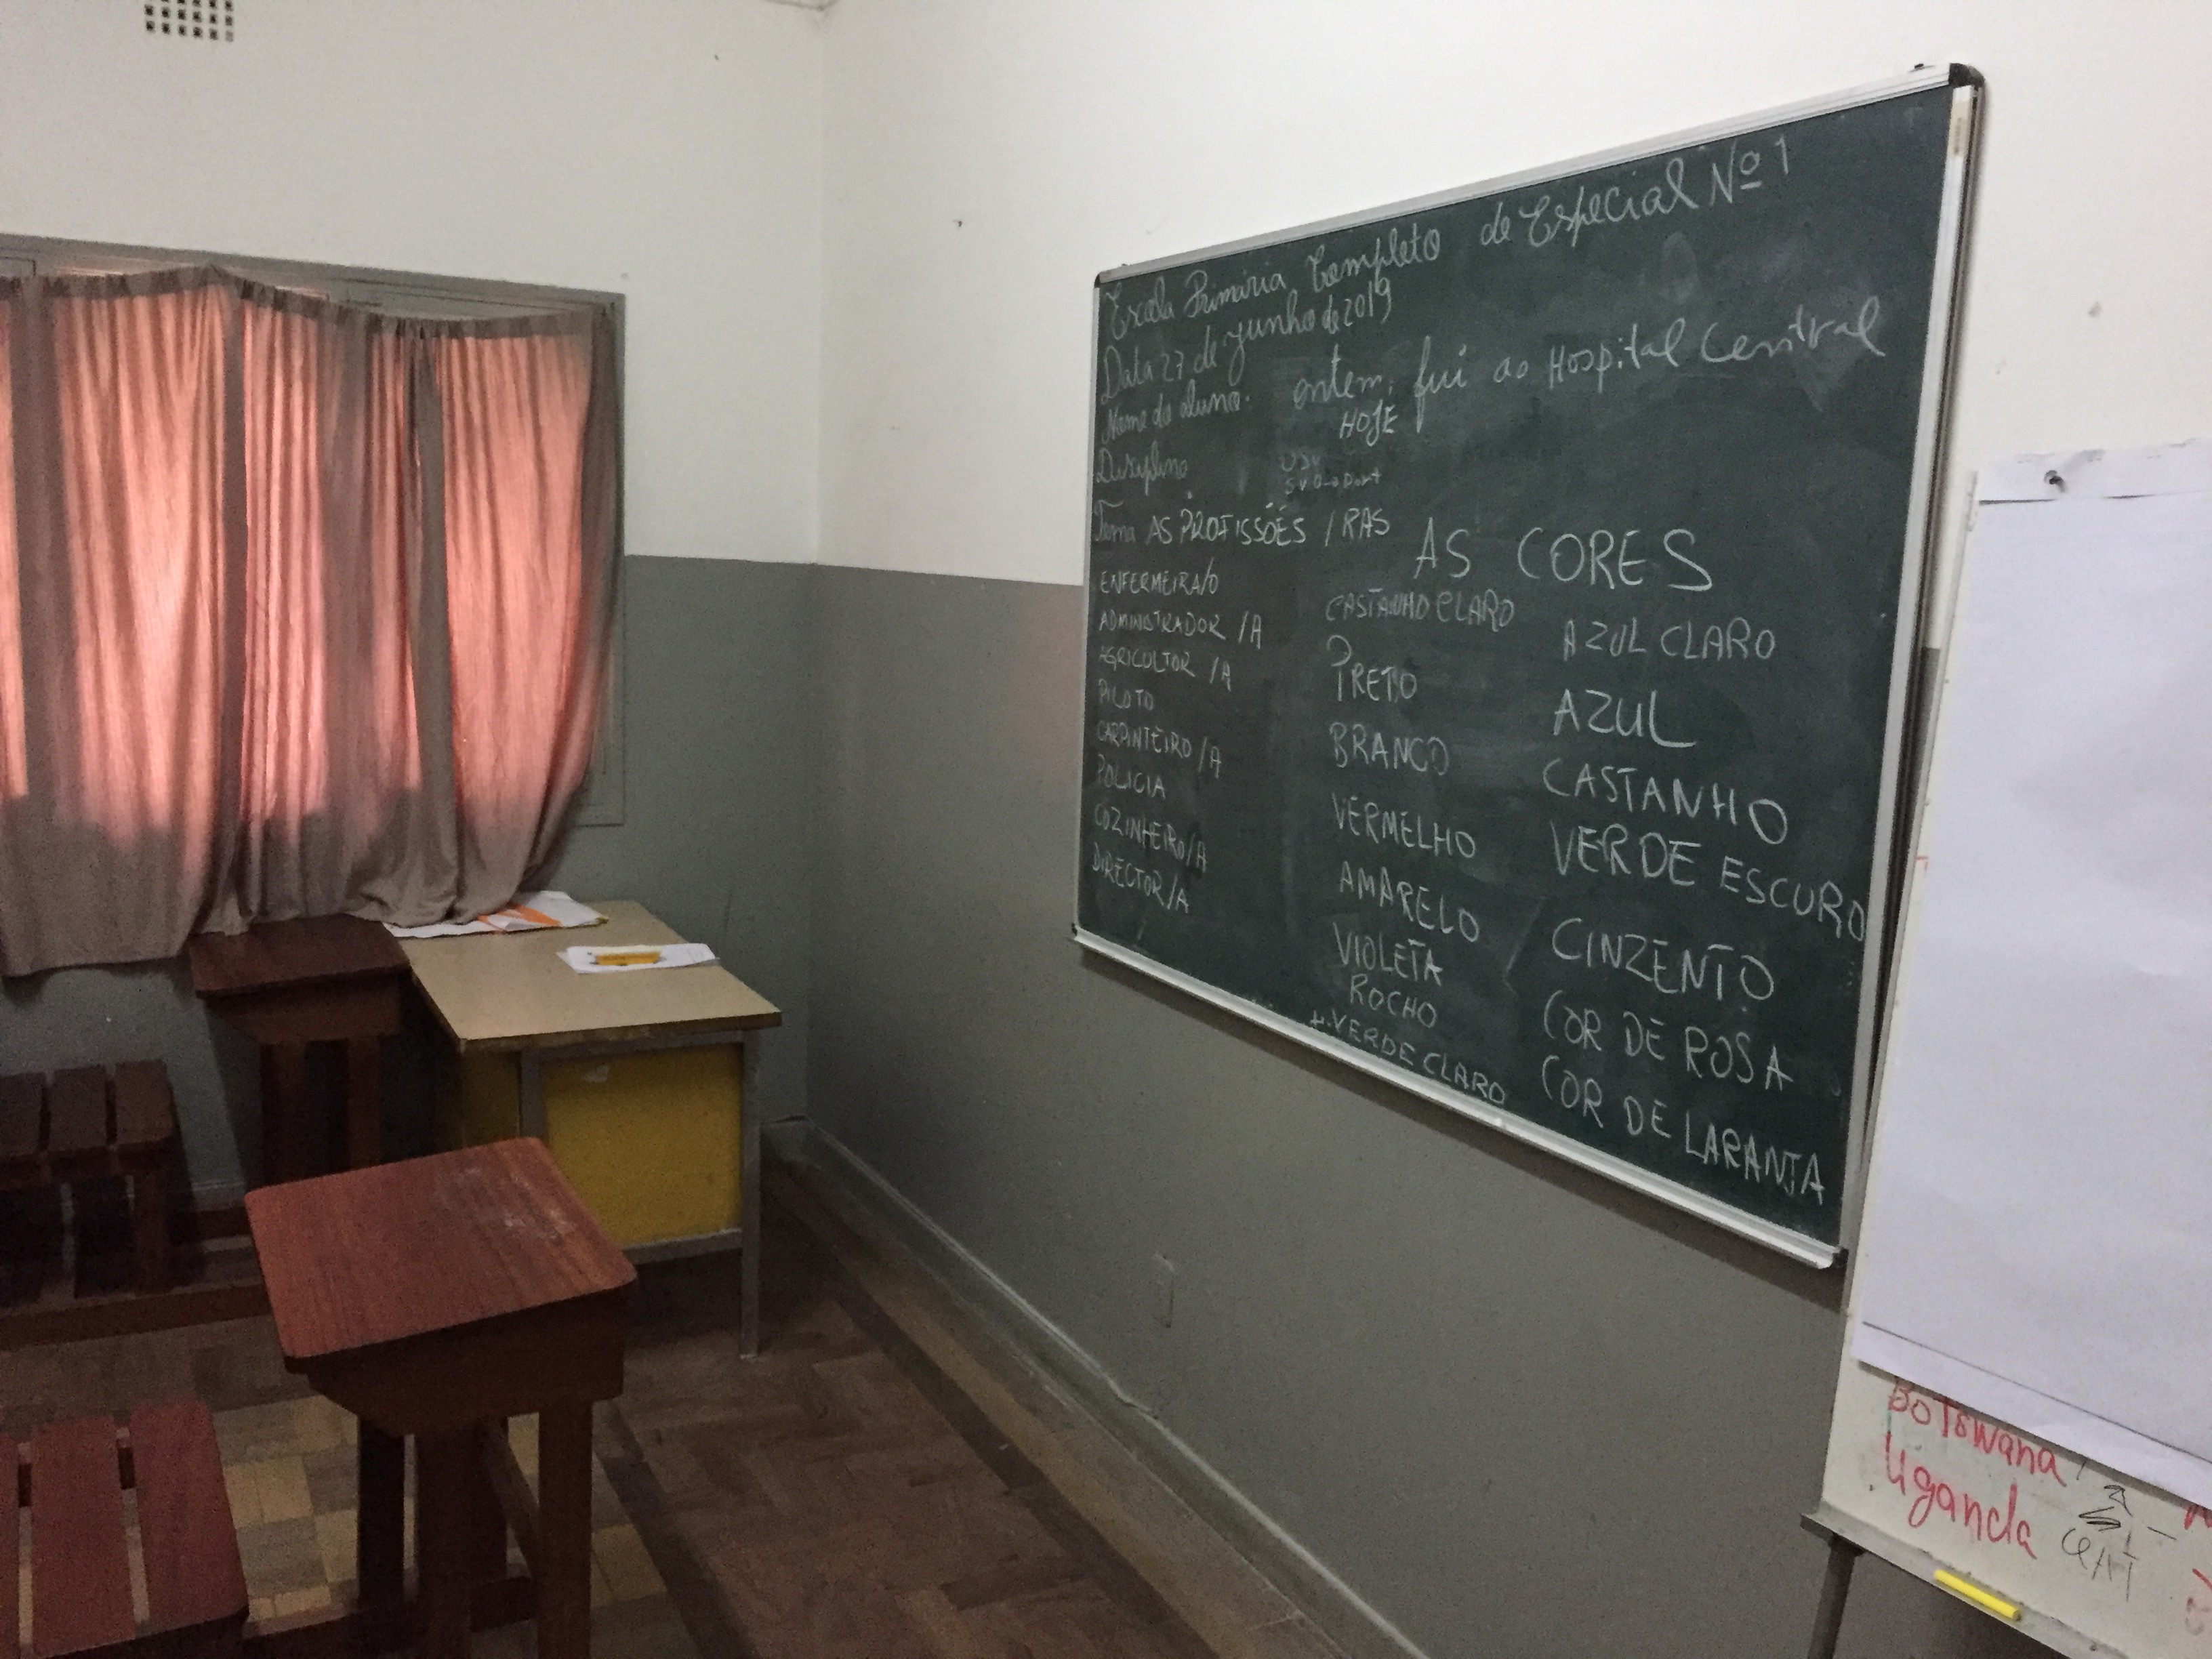 Escola Primária Completo de Especial Nº 1
Data 27 de junho de 2019
Nome do aluno.
ontem, fui ao Hospital Central
HOJE
Disciplina
Tema AS PROFISSÕES / RAS
ENFERMEIRA/O
ADMINISTRADOR /A
AGRICULTOR /A
PILOTO
CARPINTEIRO /A
POLICIA
COZINHEIRO/A
DIRECTOR/A
AS CORES
CASTANHO CLARO
PRETO
BRANCO
VERMELHO
AMARELO
VIOLETA
ROCHO
VERDE CLARO
AZUL CLARO
AZUL
CASTANHO
VERDE ESCURO
CINZENTO
COR DE ROSA
COR DE LARANJA
Botswana
Uganda